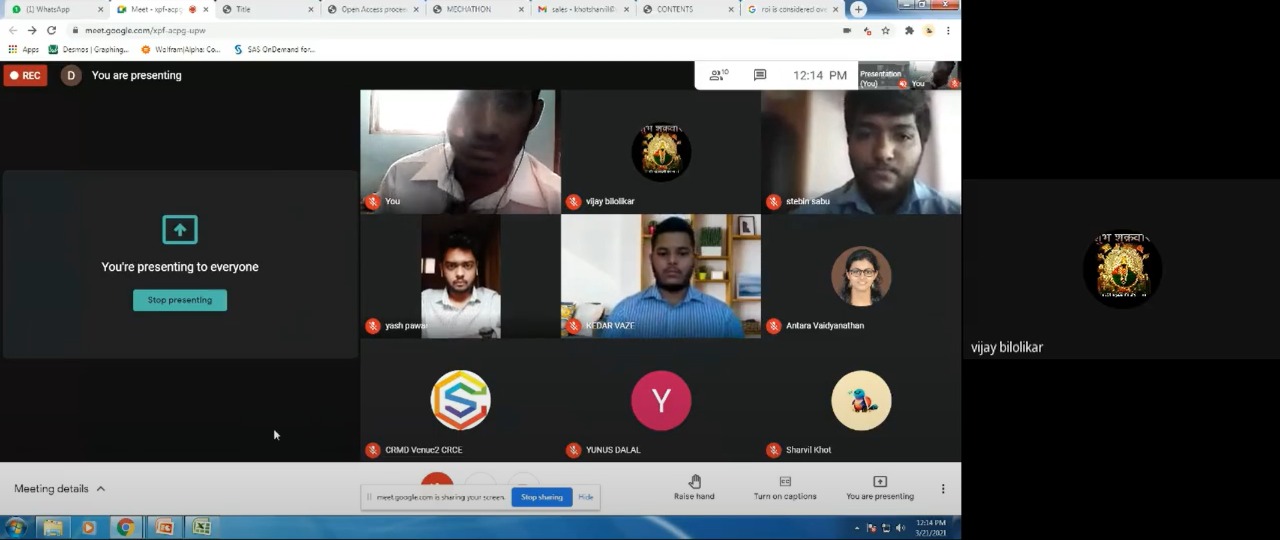 (1) WhatsApp
Meet - xpf-acpg
Title
Open Access proce
MECHATHON
sales - khotsharvil@
CONTENTS
roi is considered ov
meet.google.com/xpf-acpg-upw
Apps
Desmos | Graphing...
Wolfram|Alpha: Co...
SAS OnDemand for...
REC
D
You are presenting
10
12:14 PM
Presentation
(You)
You
You're presenting to everyone
Stop presenting
You
vijay bilolikar
stebin sabu
yash pawar
KEDAR VAZE
Antara Vaidyanathan
Y
CRMD Venue2 CRCE
YUNUS DALAL
Sharvil Khot
vijay bilolikar
Meeting details
meet.google.com is sharing your screen.
Stop sharing
Hide
Raise hand
Turn on captions
You are presenting
12:14 PM
3/21/2021